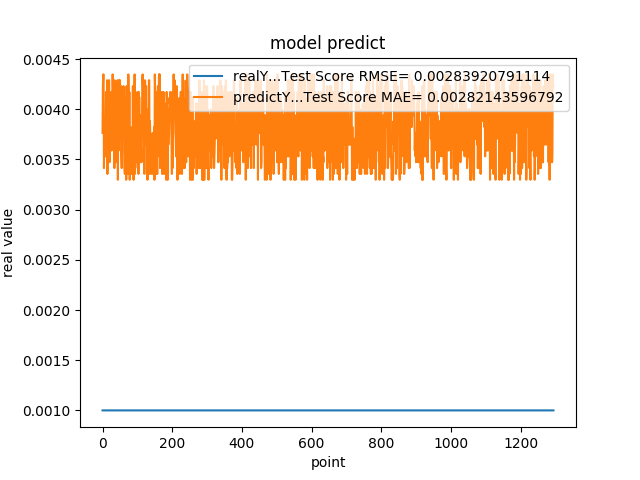 model predict
realY...Test Score RMSE= 0.00283920791114
predictY...Test Score MAE= 0.00282143596792
0.0045
0.0040
0.0035
0.0030
0.0025
0.0020
0.0015
0.0010
real value
0 200 400 600 800 1000 1200
point